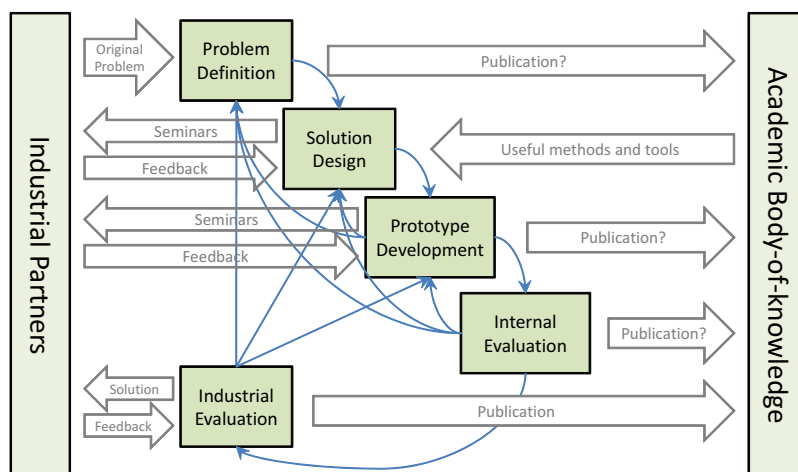 Industrial Partners
Original
Problem
Problem
Definition
Publication?
Seminars
Solution
Design
Useful methods and tools
Feedback
Seminars
Prototype
Development
Publication?
Feedback
Internal
Evaluation
Publication?
Solution
Industrial
Evaluation
Publication
Feedback
Academic Body-of-knowledge